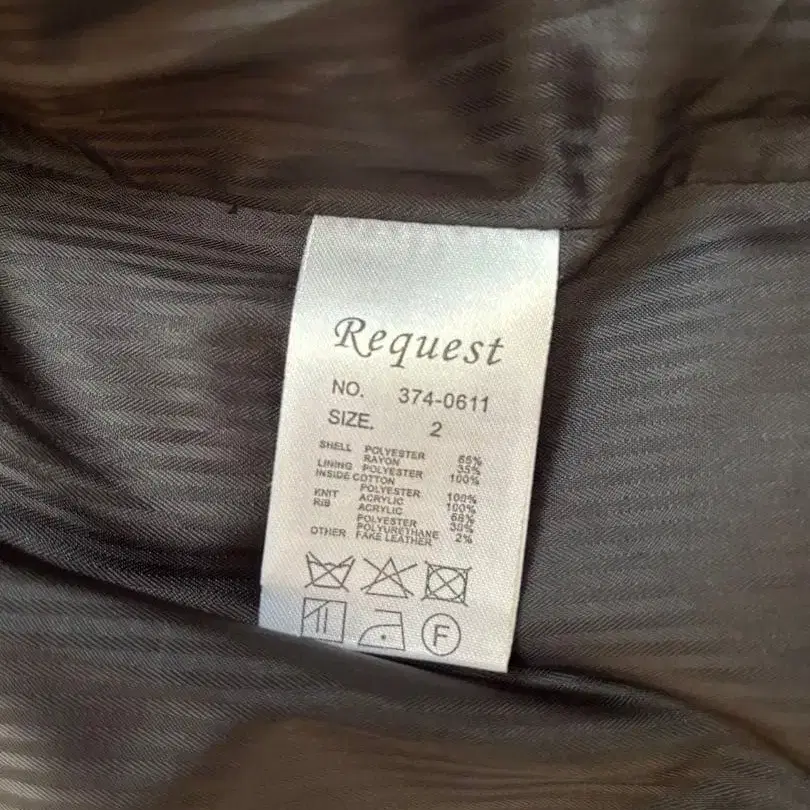 Request
NO. 374-0611
SIZE. 2
SHELL POLYESTER 65%
RAYON 35%
LINING POLYESTER 100%
INSIDE COTTON
POLYESTER 100%
KNIT ACRYLIC 100%
RIB ACRYLIC 68%
POLYESTER 30%
POLYURETHANE 2%
OTHER FAKE LEATHER
F